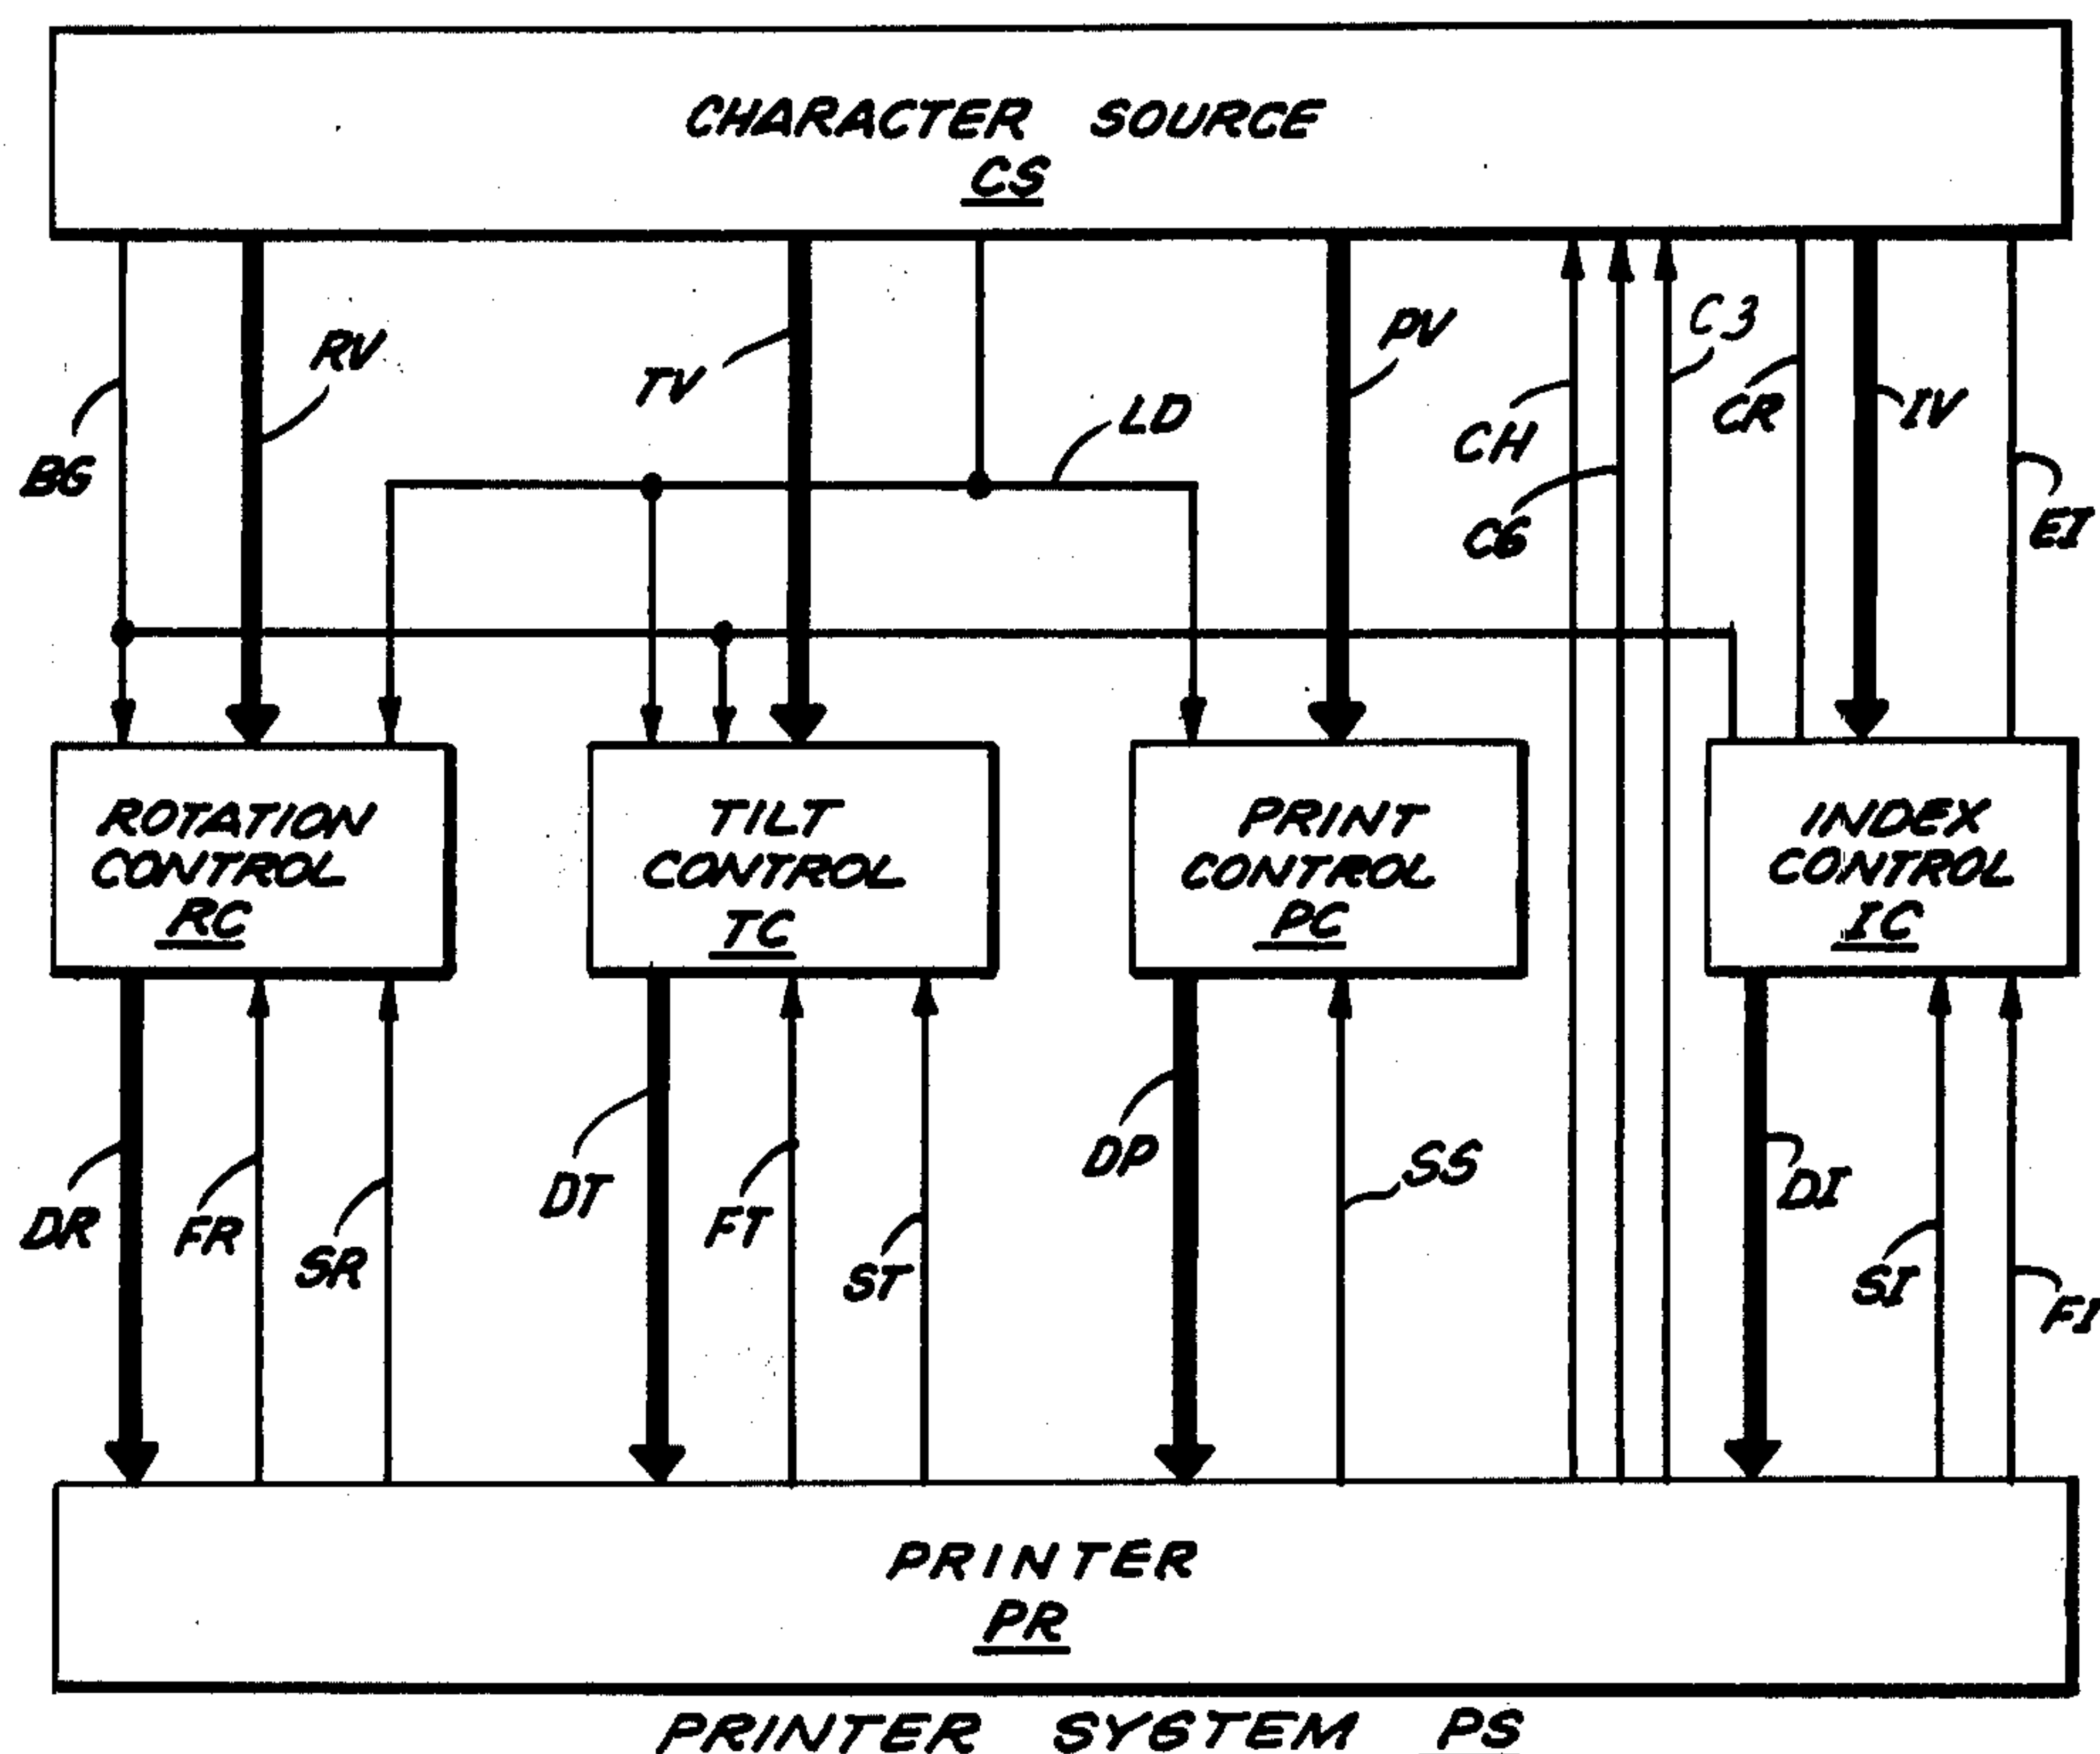 CHARACTER SOURCE
CS
RV
TV
PV
C3
LD
CR
IV
CH
BG
C6
EI
ROTATION
CONTROL
RC
TILT
CONTROL
TC
PRINT
CONTROL
PC
INDEX
CONTROL
IC
DR
FR
SR
DT
FT
ST
DP
SS
DI
SI
FI
PRINTER
PR
PRINTER SYSTEM PS